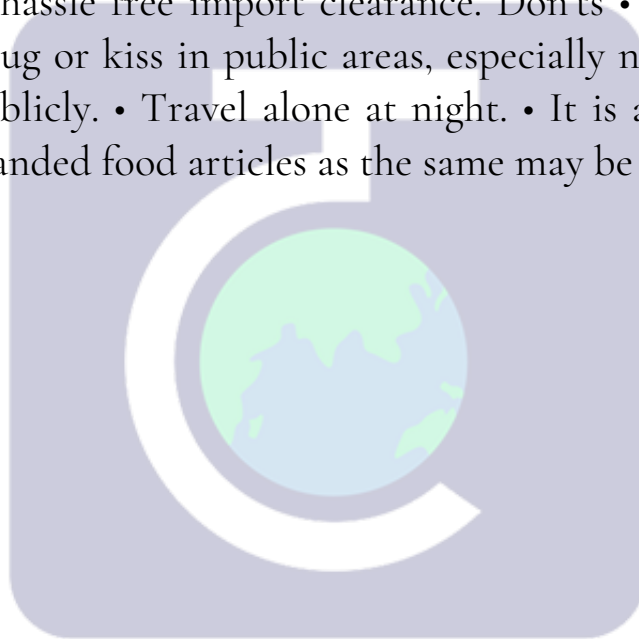 hassle free import clearance. Don'ts •
ug or kiss in public areas, especially n
blicly. • Travel alone at night. • It is a
anded food articles as the same may be